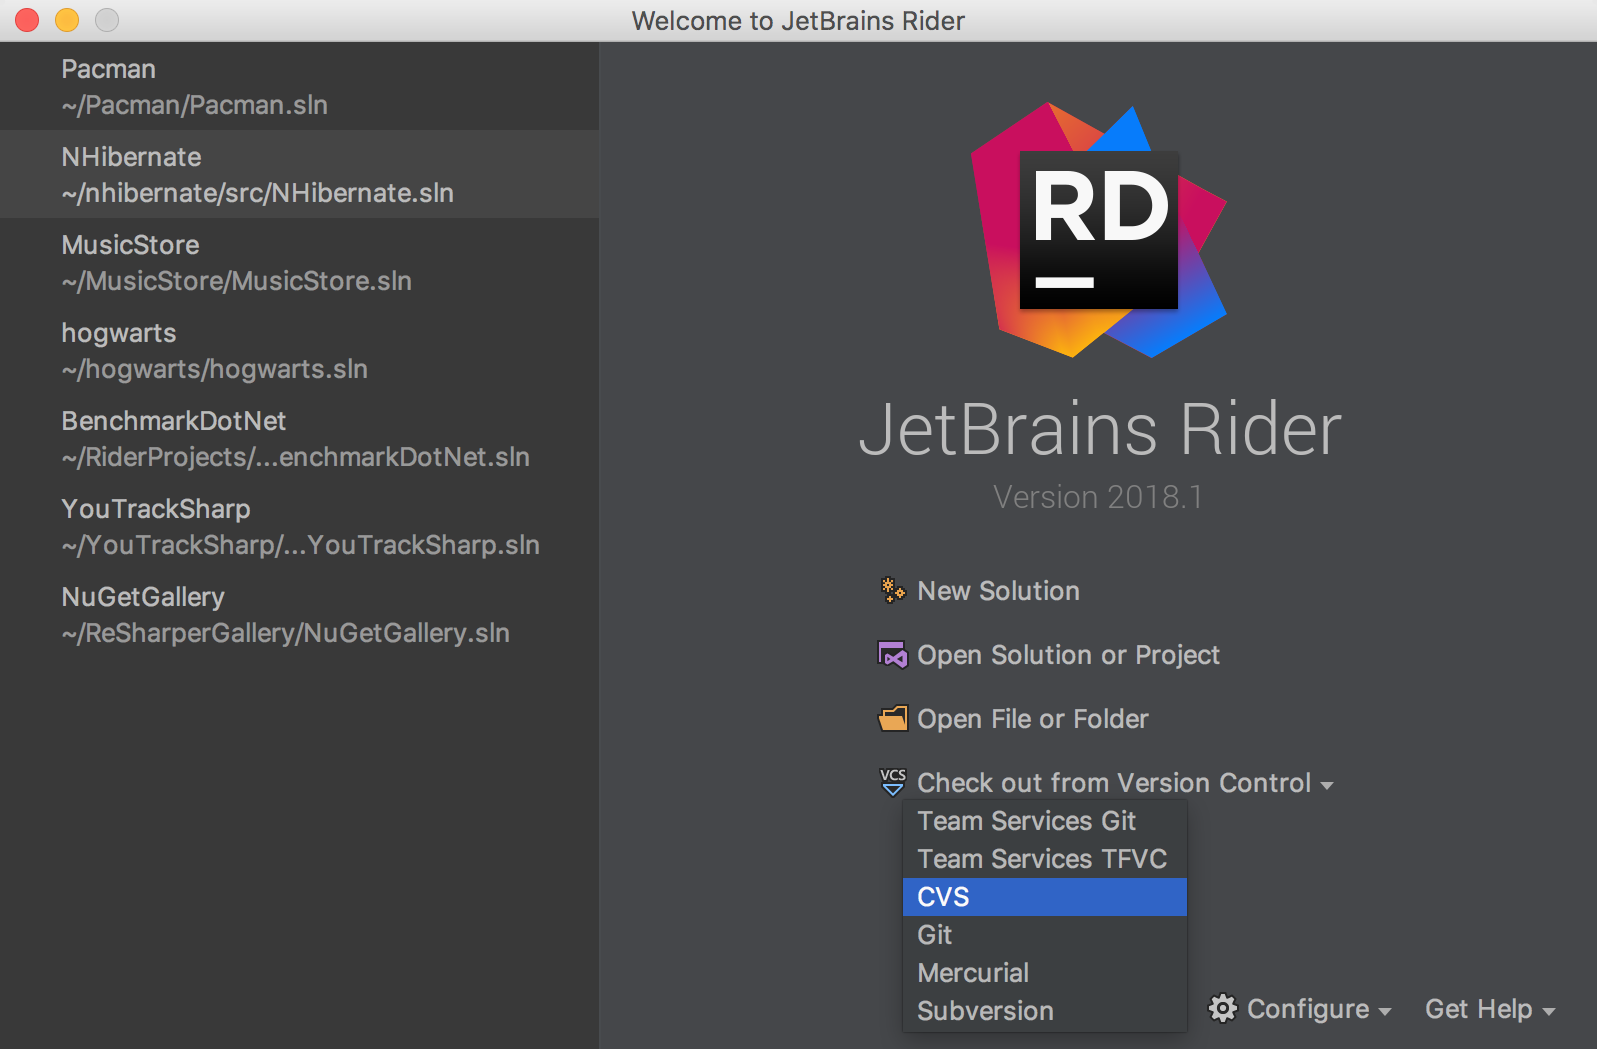 Welcome to JetBrains Rider
Pacman
~/Pacman/Pacman.sln
NHibernate
~/nhibernate/src/NHibernate.sln
MusicStore
~/MusicStore/MusicStore.sln
hogwarts
~/hogwarts/hogwarts.sln
BenchmarkDotNet
~/RiderProjects/...enchmarkDotNet.sln
YouTrackSharp
~/YouTrackSharp/...YouTrackSharp.sln
NuGetGallery
~/ReSharperGallery/NuGetGallery.sln
RD
JetBrains Rider
Version 2018.1
New Solution
Open Solution or Project
Open File or Folder
VCS Check out from Version Control
Team Services Git
Team Services TFVC
CVS
Git
Mercurial
Subversion
Configure
Get Help